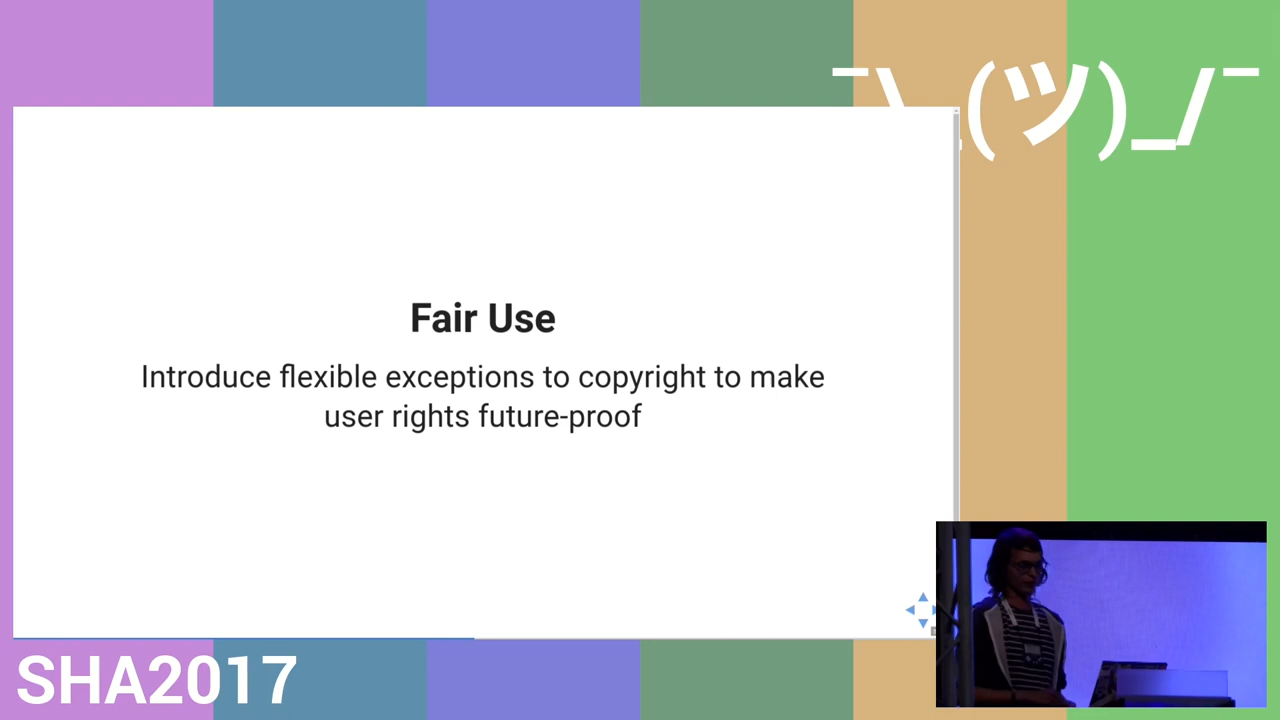 ¯\_(ツ)_/¯
Fair Use
Introduce flexible exceptions to copyright to make
user rights future-proof
SHA2017